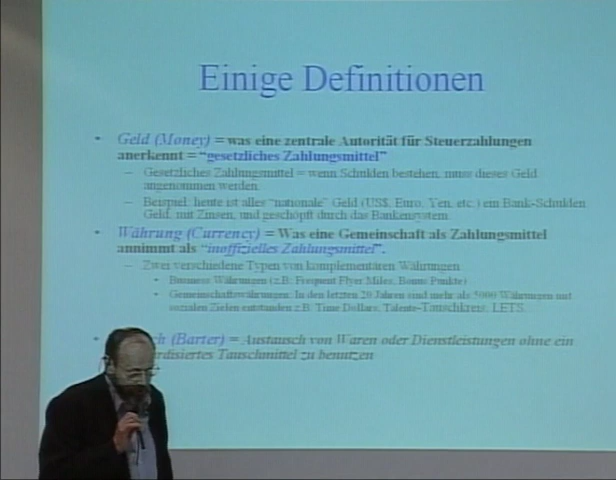 Einige Definitionen
• Geld (Money) = was eine zentrale Autorität für Steuerzahlungen
anerkennt = "gesetzliches Zahlungsmittel"
– Gesetzliches Zahlungsmittel = wenn Schulden bestehen, muss dieses Geld
angenommen werden.
– Beispiel: heute ist alles "nationale" Geld (US$, Euro, Yen, etc.) ein Bank-Schulden
Geld, mit Zinsen, und geschöpft durch das Bankensystem.
• Währung (Currency) = Was eine Gemeinschaft als Zahlungsmittel
annimmt als "inoffizielles Zahlungsmittel".
– Zwei verschiedene Typen von komplementären Währungen
• Business Währungen (z.B. Frequent Flyer Miles, Bonus Punkte)
• Gemeinschaftswährungen: In den letzten 20 Jahren sind mehr als 5000 Währungen mit
sozialen Zielen entstanden z.B. Time Dollars, Talente-Tauschkreis, LETS
(Barter) = Austausch von Waren oder Dienstleistungen ohne ein
Tauschmittel zu benutzen